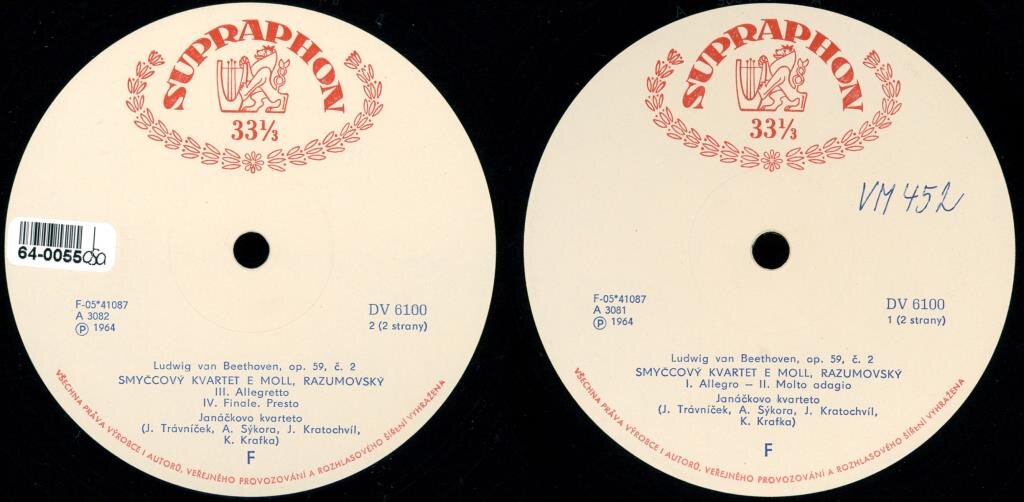 SUPRAPHON
33⅓
64-0055 05a
F-05*41087
A 3082
Ⓟ 1964
DV 6100
2 (2 strany)
Ludwig van Beethoven, op. 59, č. 2
SMYČCOVÝ KVARTET E MOLL, RAZUMOVSKÝ
III. Allegretto
IV. Finale. Presto
Janáčkovo kvarteto
(J. Trávníček, A. Sýkora, J. Kratochvíl,
K. Krafka)
F
VŠECHNA PRÁVA VÝROBCE I AUTORŮ, VEŘEJNÉHO PROVOZOVÁNÍ A ROZHLASOVÉHO ŠÍŘENÍ VYHRAŽENA
SUPRAPHON
33⅓
VM 452
F-05*41087
A 3081
Ⓟ 1964
DV 6100
1 (2 strany)
Ludwig van Beethoven, op. 59, č. 2
SMYČCOVÝ KVARTET E MOLL, RAZUMOVSKÝ
I. Allegro – II. Molto adagio
Janáčkovo kvarteto
(J. Trávníček, A. Sýkora, J. Kratochvíl,
K. Krafka)
F
VŠECHNA PRÁVA VÝROBCE I AUTORŮ, VEŘEJNÉHO PROVOZOVÁNÍ A ROZHLASOVÉHO ŠÍŘENÍ VYHRAŽENA